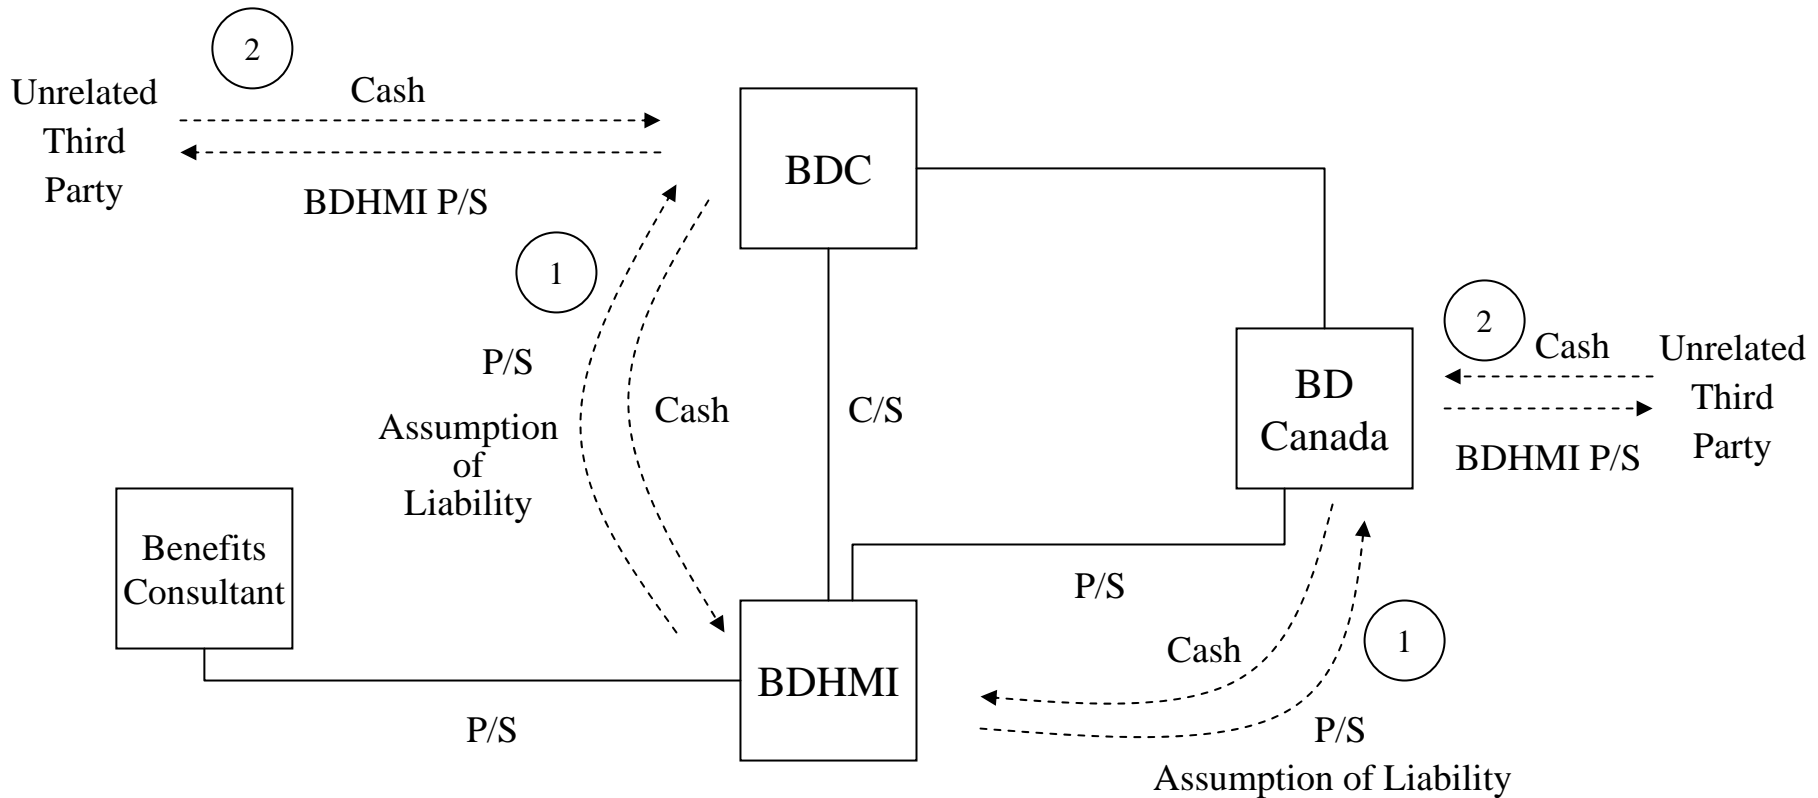 2
Unrelated
Third
Party
Cash
BDHMI P/S
BDC
1
P/S
Assumption
of
Liability
Cash
C/S
BD
Canada
2
Cash
Unrelated
Third
Party
BDHMI P/S
Benefits
Consultant
P/S
BDHMI
P/S
Cash
1
P/S
Assumption of Liability